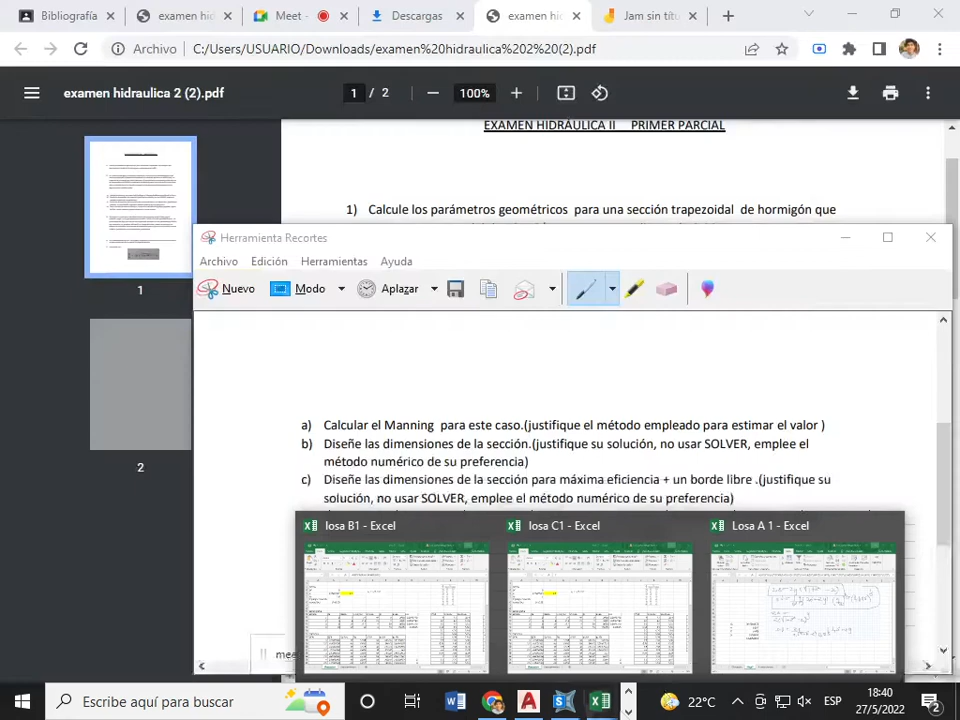 Bibliografía
examen hid
Meet -
Descargas
examen hid
Jam sin títu
Archivo
C:/Users/USUARIO/Downloads/examen%20hidraulica%202%20(2).pdf
examen hidraulica 2 (2).pdf
1 / 2
100%
EXAMEN HIDRÁULICA II PRIMER PARCIAL
1) Calcule los parámetros geométricos para una sección trapezoidal de hormigón que
Herramienta Recortes
Archivo Edición Herramientas Ayuda
Nuevo Modo Aplazar
1
2
a) Calcular el Manning para este caso.(justifique el método empleado para estimar el valor )
b) Diseñe las dimensiones de la sección.(justifique su solución, no usar SOLVER, emplee el
método numérico de su preferencia)
c) Diseñe las dimensiones de la sección para máxima eficiencia + un borde libre .(justifique su
solución, no usar SOLVER, emplee el método numérico de su preferencia)
losa B1 - Excel
losa C1 - Excel
Losa A 1 - Excel
mee
Escribe aquí para buscar
22°C
ESP
18:40
27/5/2022
2